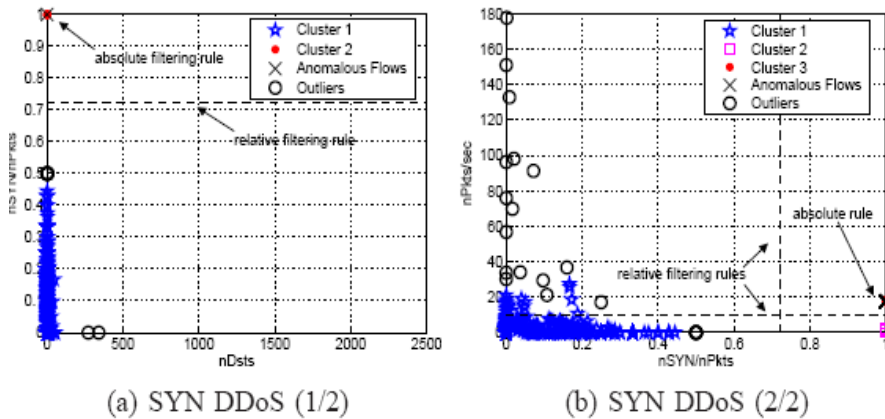 1
0.9
0.8
0.7
0.6
0.5
0.4
0.3
0.2
0.1
0
nSYN/nPkts
absolute filtering rule
relative filtering rule
Cluster 1
Cluster 2
Anomalous Flows
Outliers
0 500 1000 1500 2000 2500
nDsts
(a) SYN DDoS (1/2)
180
160
140
120
100
80
60
40
20
0
nPkts/sec
Cluster 1
Cluster 2
Cluster 3
Anomalous Flows
Outliers
absolute rule
relative filtering rules
0 0.2 0.4 0.6 0.8
nSYN/nPkts
(b) SYN DDoS (2/2)